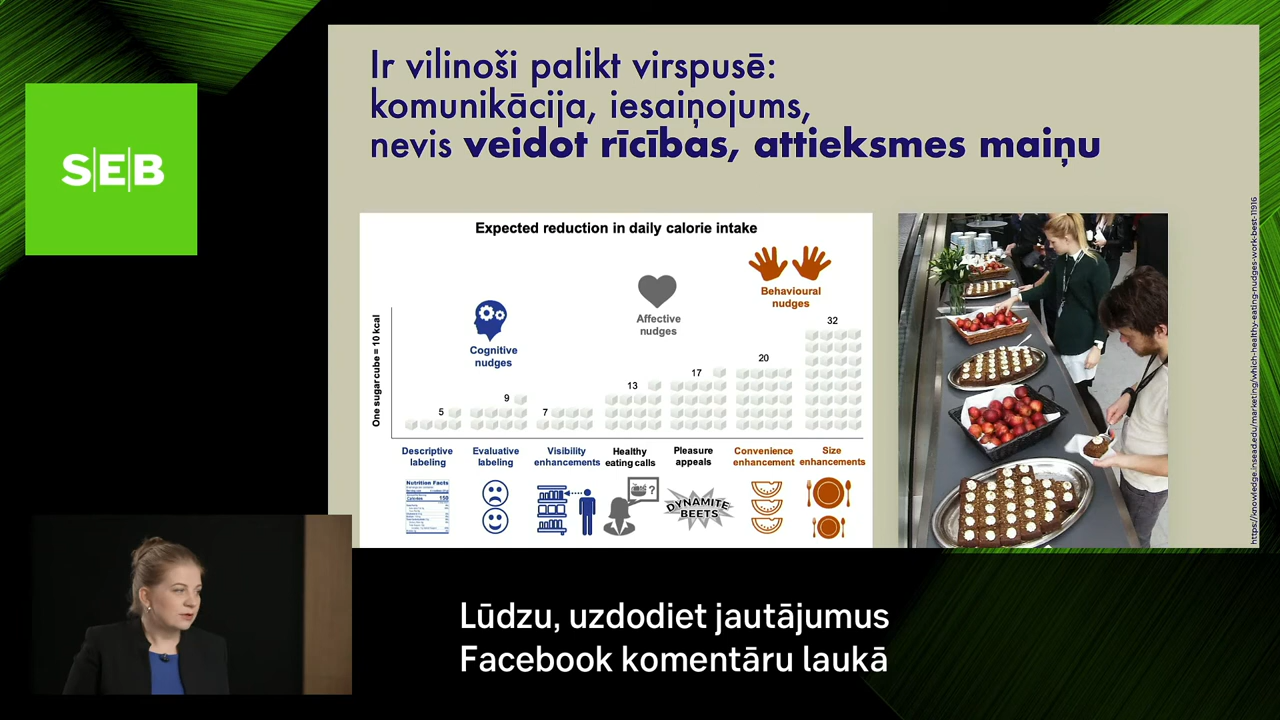 Ir vilinoši palikt virspusē:
komunikācija, iesaiņojums,
nevis veidot rīcības, attieksmes maiņu
S|E|B
Expected reduction in daily calorie intake
One sugar cube = 10 kcal
Cognitive
nudges
Affective
nudges
Behavioural
nudges
5
9
7
13
17
20
32
Descriptive
labeling
Evaluative
labeling
Visibility
enhancements
Healthy
eating calls
Pleasure
appeals
Convenience
enhancement
Size
enhancements
Nutrition Facts
?
DYNAMITE
BEETS
https://knowledge.insead.edu/marketing/which-healthy-eating-nudges-work-best-11916
Lūdzu, uzdodiet jautājumus
Facebook komentāru laukā